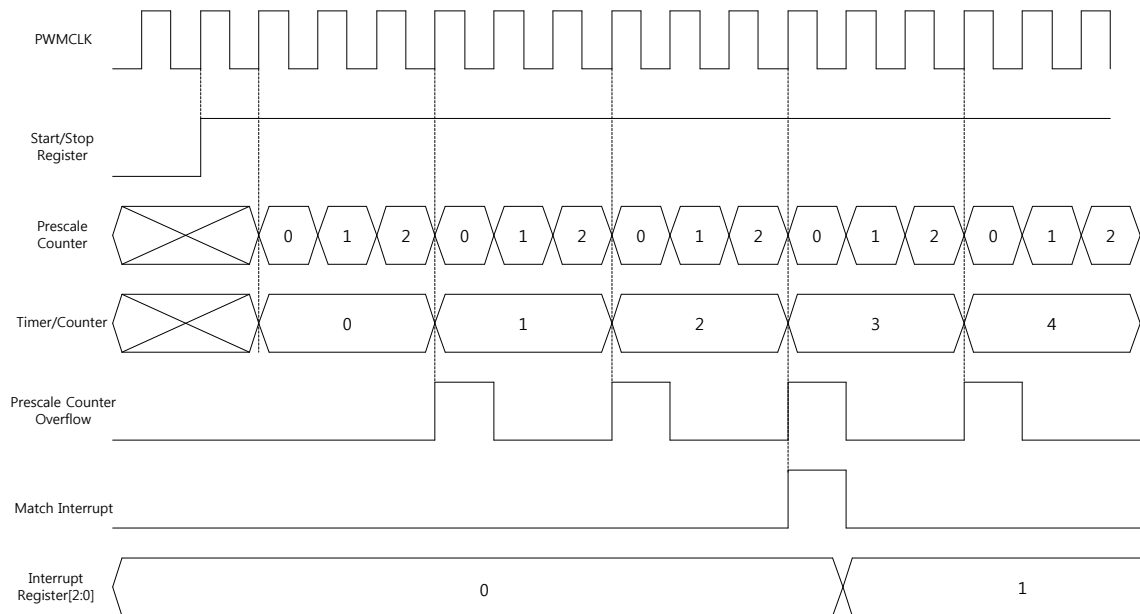 PWMCLK
Start/Stop
Register
Prescale
Counter
0 1 2 0 1 2 0 1 2 0 1 2 0 1 2
Timer/Counter
0 1 2 3 4
Prescale Counter
Overflow
Match Interrupt
Interrupt
Register[2:0]
0 1